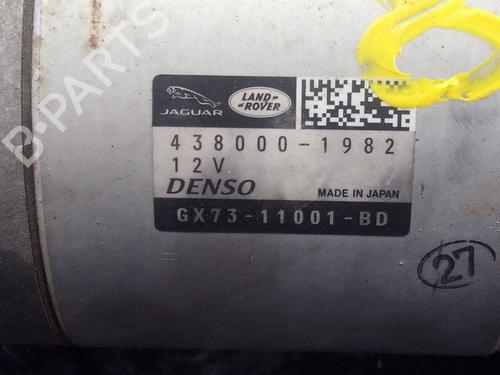 B-PARTS
JAGUAR
LAND-
ROVER
438000-1982
12V
DENSO
MADE IN JAPAN
GX73-11001-BD
27